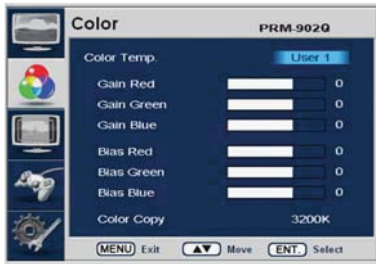 Color PRM-902Q
Color Temp. User 1
Gain Red 0
Gain Green 0
Gain Blue 0
Bias Red 0
Bias Green 0
Bias Blue 0
Color Copy 3200K
MENU Exit ▲▼ Move ENT. Select